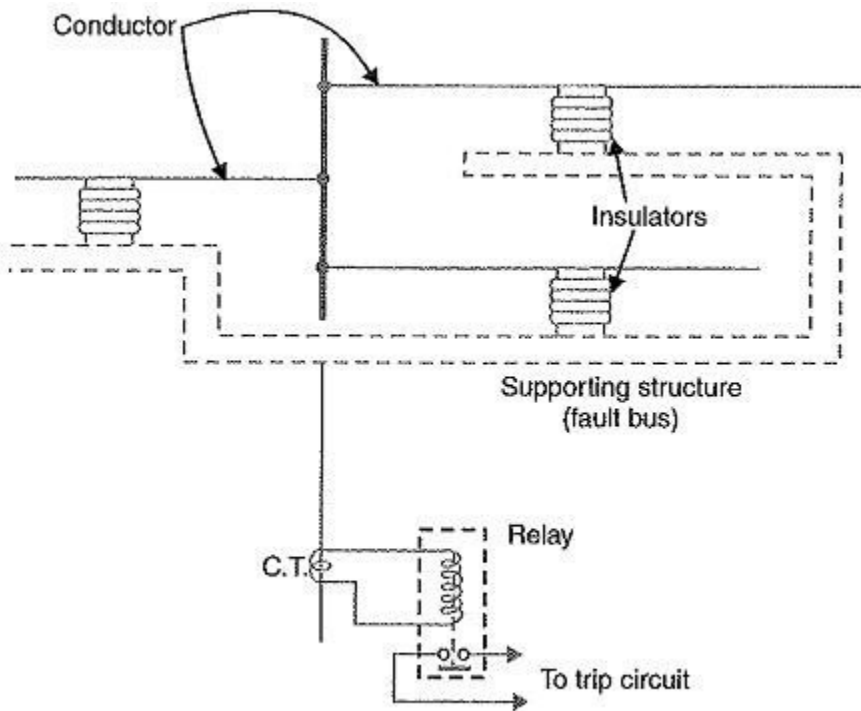 Conductor
Insulators
Supporting structure
(fault bus)
Relay
C.T.
To trip circuit